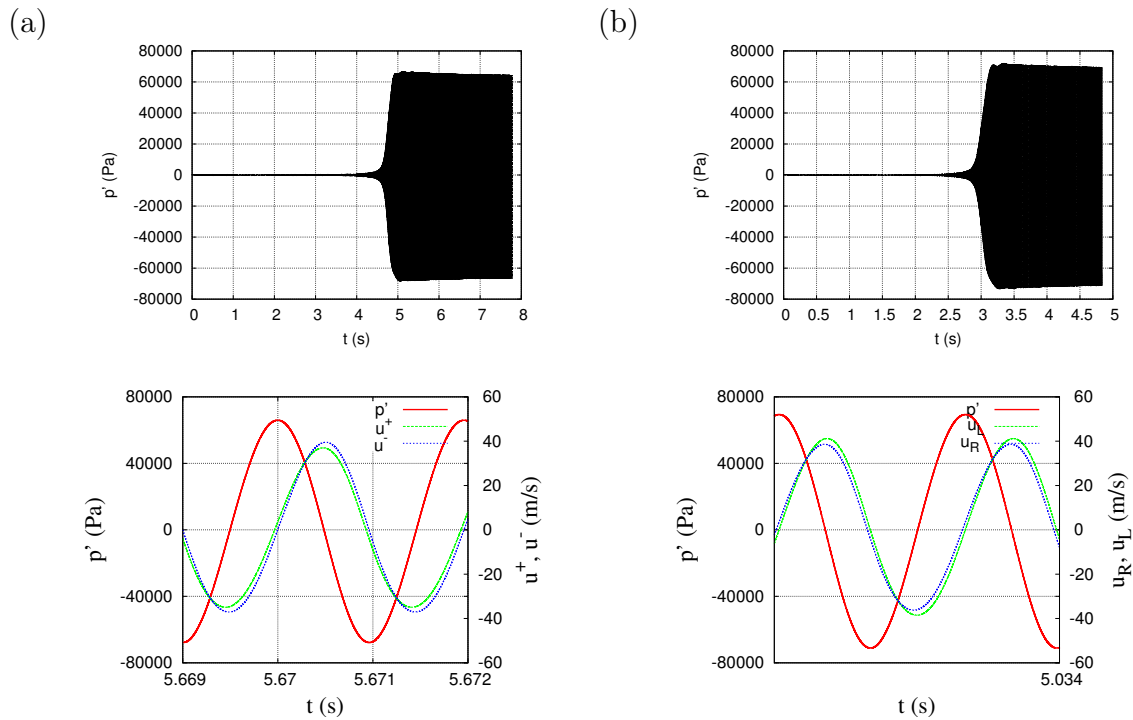 (a)
80000
60000
40000
20000
0
-20000
-40000
-60000
-80000
p' (Pa)
0 1 2 3 4 5 6 7 8
t (s)
(b)
80000
60000
40000
20000
0
-20000
-40000
-60000
-80000
p' (Pa)
0 0.5 1 1.5 2 2.5 3 3.5 4 4.5 5
t (s)
80000
40000
0
-40000
-80000
p' (Pa)
p'
u⁺
u⁻
60
40
20
0
-20
-40
-60
u⁺, u⁻ (m/s)
5.669 5.67 5.671 5.672
t (s)
80000
40000
0
-40000
-80000
p' (Pa)
p'
u_L
u_R
60
40
20
0
-20
-40
-60
u_R, u_L (m/s)
5.034
t (s)